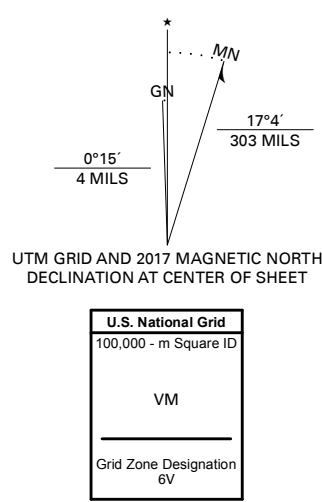 ★
MN
GN
17°4´
303 MILS
0°15´
4 MILS
UTM GRID AND 2017 MAGNETIC NORTH
DECLINATION AT CENTER OF SHEET
U.S. National Grid
100,000 - m Square ID
VM
Grid Zone Designation
6V